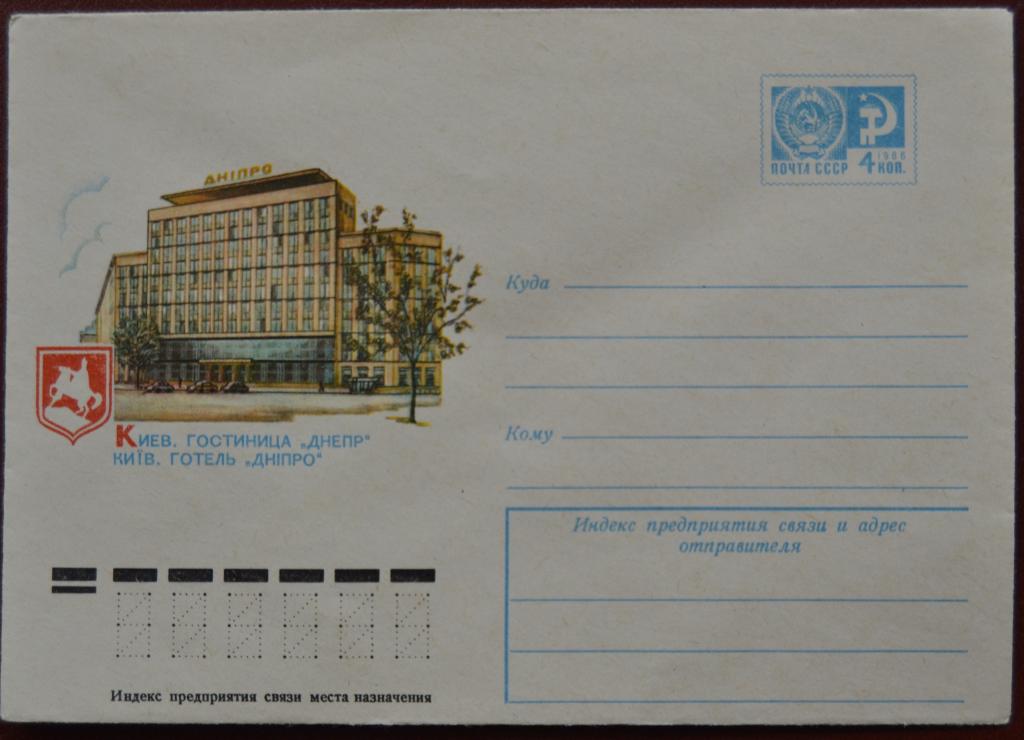 ПОЧТА СССР
1966
4 КОП.
ДНІПРО
Куда
Кому
КИЕВ. ГОСТИНИЦА „ДНЕПР“
КИЇВ. ГОТЕЛЬ „ДНІПРО“
Индекс предприятия связи и адрес
отправителя
Индекс предприятия связи места назначения